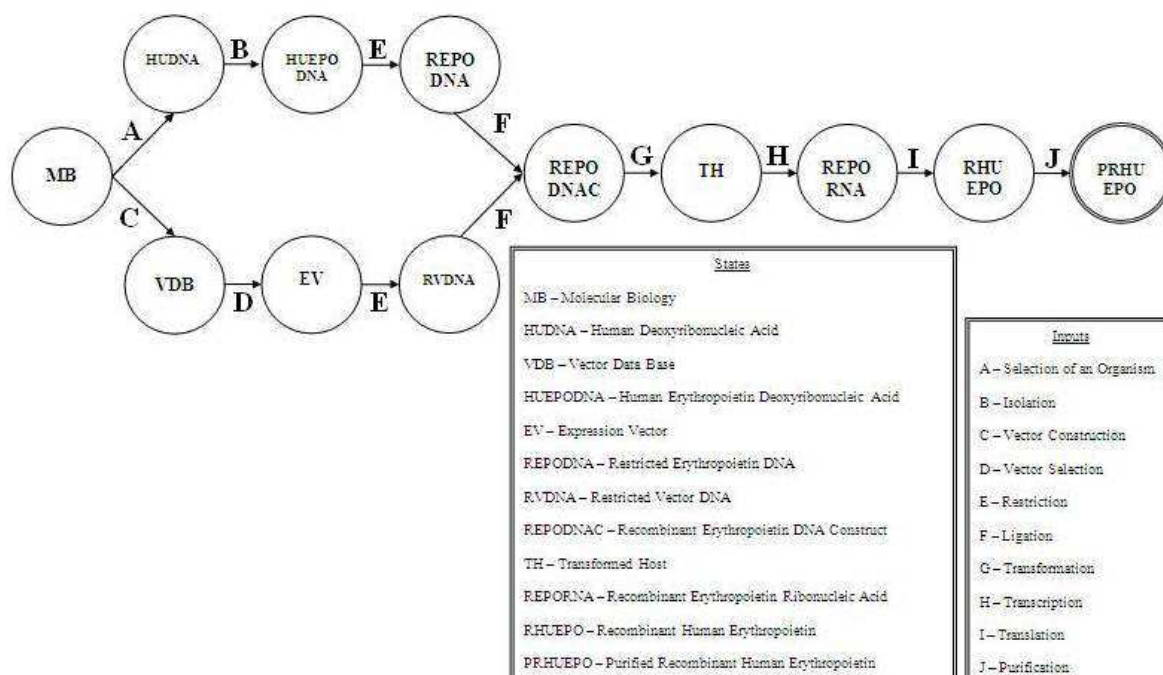 B
E
HUDNA
HUEPO
DNA
REPO
DNA
A
F
MB
REPO
DNAC
G
TH
H
REPO
RNA
I
RHU
EPO
J
PRHU
EPO
C
F
VDB
D
EV
E
RVDNA
States
MB – Molecular Biology
HUDNA – Human Deoxyribonucleic Acid
VDB – Vector Data Base
HUEPODNA – Human Erythropoietin Deoxyribonucleic Acid
EV – Expression Vector
REPODNA – Restricted Erythropoietin DNA
RVDNA – Restricted Vector DNA
REPODNAC – Recombinant Erythropoietin DNA Construct
TH – Transformed Host
REPORNA – Recombinant Erythropoietin Ribonucleic Acid
RHUEPO – Recombinant Human Erythropoietin
PRHUEPO – Purified Recombinant Human Erythropoietin
Inputs
A – Selection of an Organism
B – Isolation
C – Vector Construction
D – Vector Selection
E – Restriction
F – Ligation
G – Transformation
H – Transcription
I – Translation
J – Purification